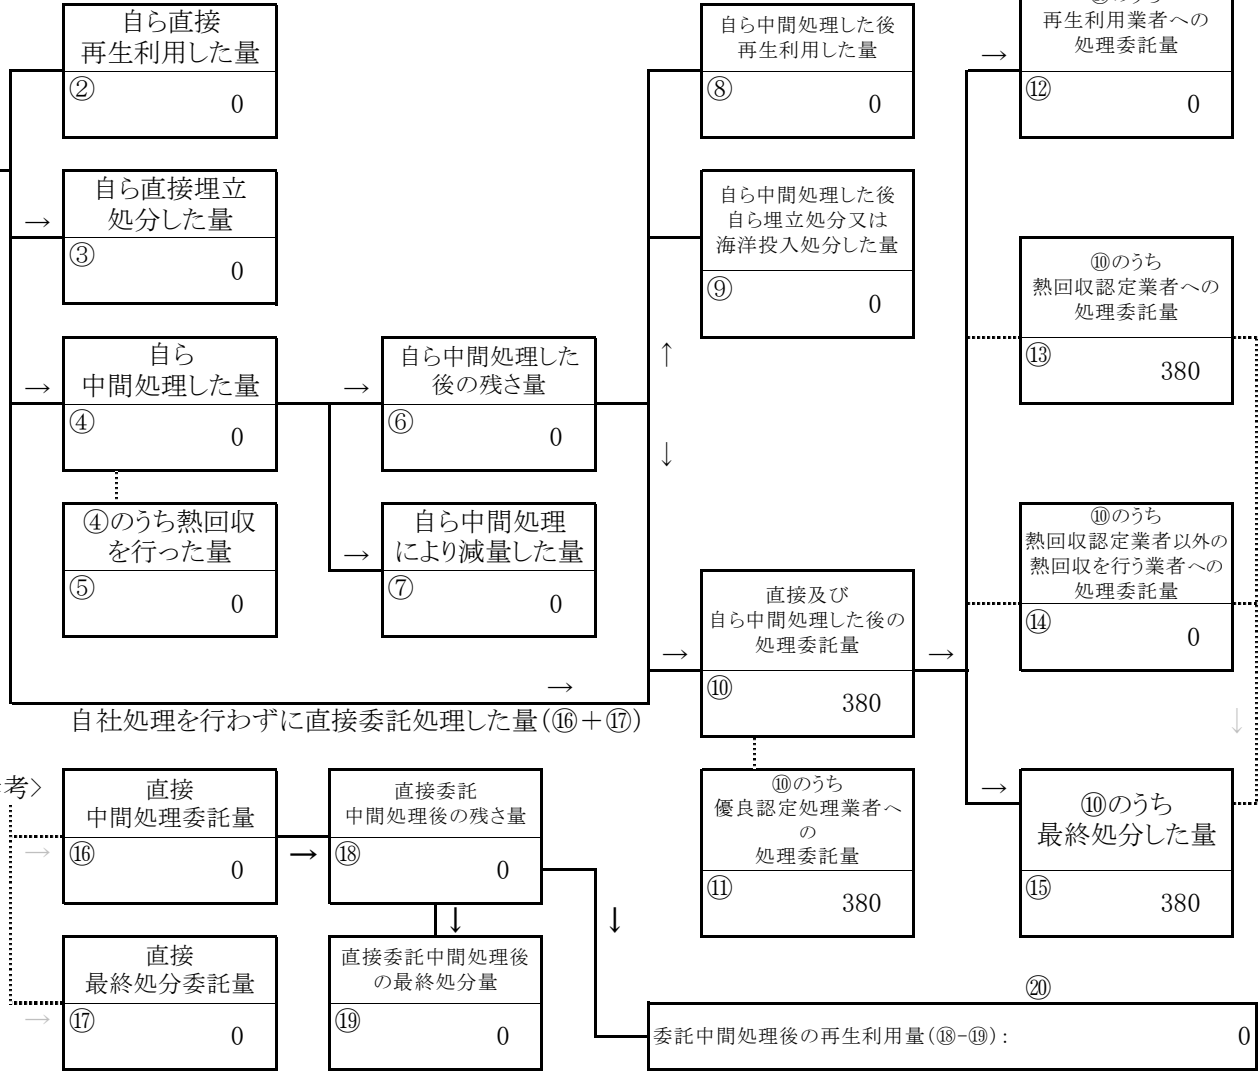 自ら直接
再生利用した量
② 0
自ら直接埋立
処分した量
→
③ 0
自ら
中間処理した量
→
④ 0
④のうち熱回収
を行った量
⑤ 0
自ら中間処理した
後の残さ量
→
⑥ 0
自ら中間処理
により減量した量
→
⑦ 0
自ら中間処理した後
再生利用した量
⑧ 0
自ら中間処理した後
自ら埋立処分又は
海洋投入処分した量
⑨ 0
↑
↓
直接及び
自ら中間処理した後の
処理委託量
→
⑩ 380
⑩のうち
優良認定処理業者へ
の
処理委託量
⑪ 380
再生利用業者への
処理委託量
→
⑫ 0
⑩のうち
熱回収認定業者への
処理委託量
⑬ 380
⑩のうち
熱回収認定業者以外の
熱回収を行う業者への
処理委託量
⑭ 0
→
↓
⑩のうち
最終処分した量
→
⑮ 380
→
自社処理を行わずに直接委託処理した量(⑯＋⑰)
考〉
直接
中間処理委託量
→
⑯ 0
直接
最終処分委託量
→
⑰ 0
直接委託
中間処理後の残さ量
→
⑱ 0
↓
直接委託中間処理後
の最終処分量
⑲ 0
↓
⑳
委託中間処理後の再生利用量(⑱-⑲): 0